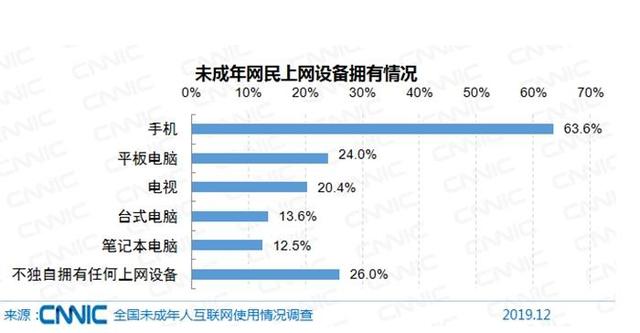 未成年网民上网设备拥有情况
0% 10% 20% 30% 40% 50% 60% 70%
手机 63.6%
平板电脑 24.0%
电视 20.4%
台式电脑 13.6%
笔记本电脑 12.5%
不独自拥有任何上网设备 26.0%
来源：CNNIC 全国未成年人互联网使用情况调查 2019.12